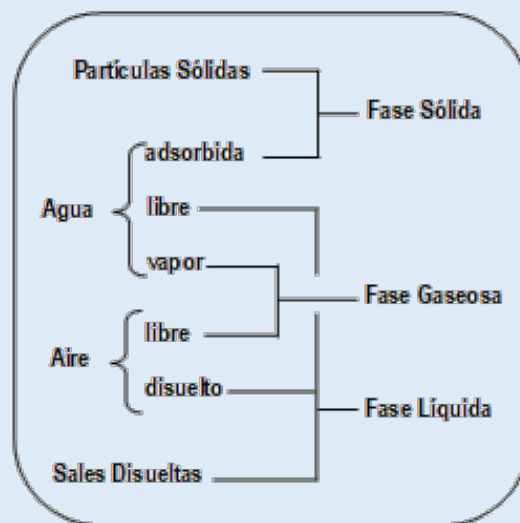 Partículas Sólidas
Fase Sólida
adsorbida
Agua
libre
vapor
Fase Gaseosa
libre
Aire
disuelto
Fase Líquida
Sales Disueltas